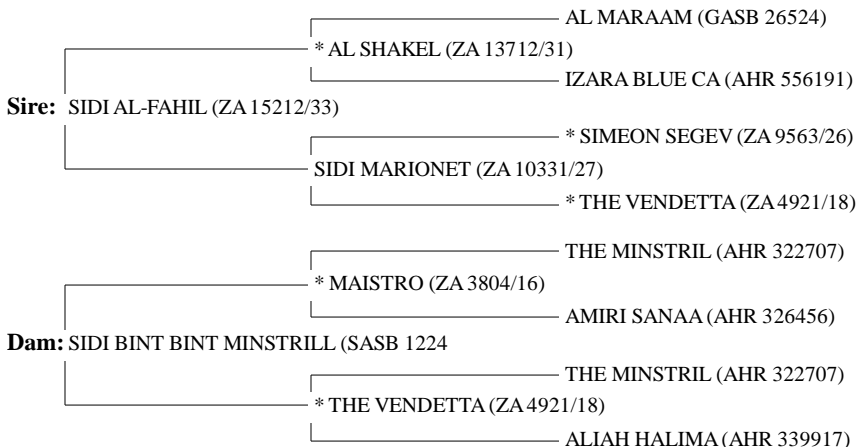 AL MARAAM (GASB 26524)
* AL SHAKEL (ZA 13712/31)
IZARA BLUE CA (AHR 556191)
Sire: SIDI AL-FAHIL (ZA 15212/33)
* SIMEON SEGEV (ZA 9563/26)
SIDI MARIONET (ZA 10331/27)
* THE VENDETTA (ZA 4921/18)
THE MINSTRIL (AHR 322707)
* MAISTRO (ZA 3804/16)
AMIRI SANAA (AHR 326456)
Dam: SIDI BINT BINT MINSTRILL (SASB 1224
THE MINSTRIL (AHR 322707)
* THE VENDETTA (ZA 4921/18)
ALIAH HALIMA (AHR 339917)